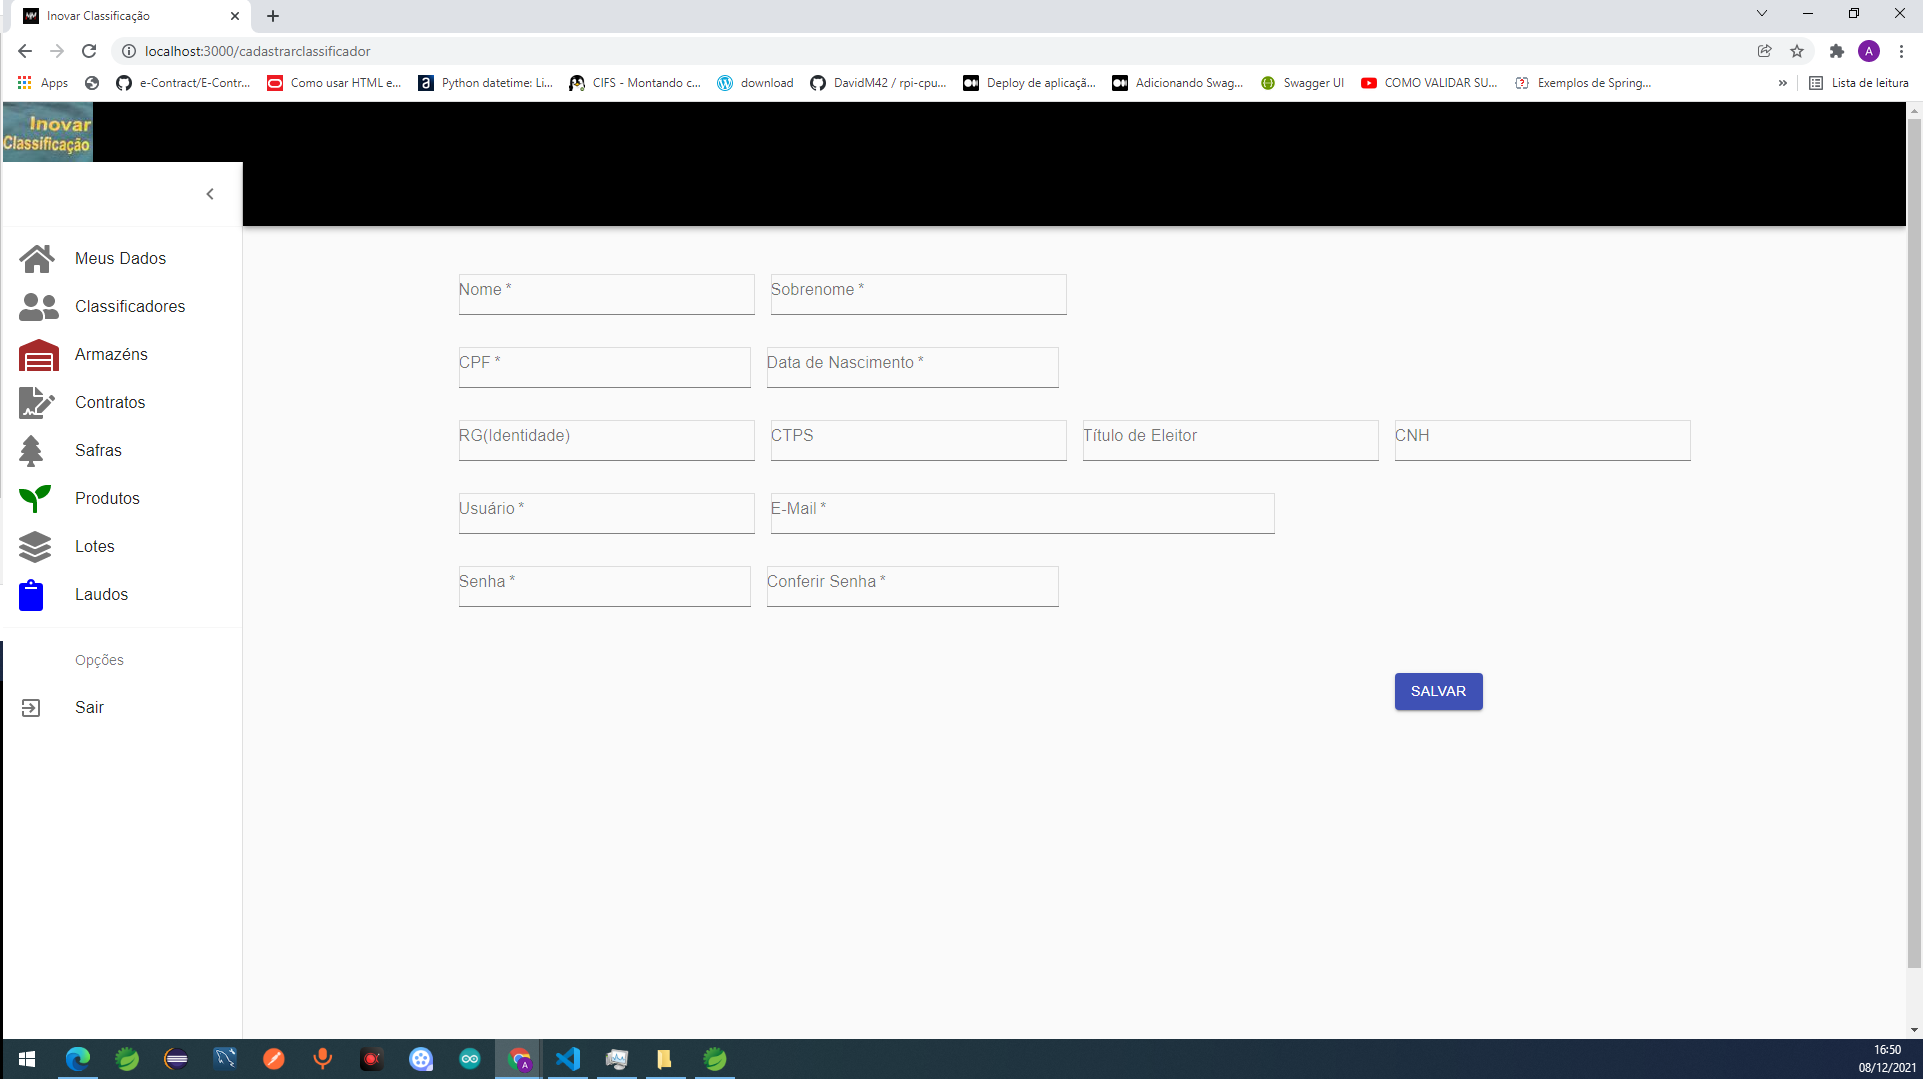 Inovar Classificação
localhost:3000/cadastrarclassificador
A
Apps
e-Contract/E-Contr...
Como usar HTML e...
Python datetime: Li...
CIFS - Montando c...
download
DavidM42 / rpi-cpu...
Deploy de aplicaçã...
Adicionando Swag...
Swagger UI
COMO VALIDAR SU...
Exemplos de Spring...
»
Lista de leitura
Inovar
Classificação
Meus Dados
Classificadores
Armazéns
Contratos
Safras
Produtos
Lotes
Laudos
Opções
Sair
Nome *
Sobrenome *
CPF *
Data de Nascimento *
RG(Identidade)
CTPS
Título de Eleitor
CNH
Usuário *
E-Mail *
Senha *
Conferir Senha *
SALVAR
A
16:50
08/12/2021